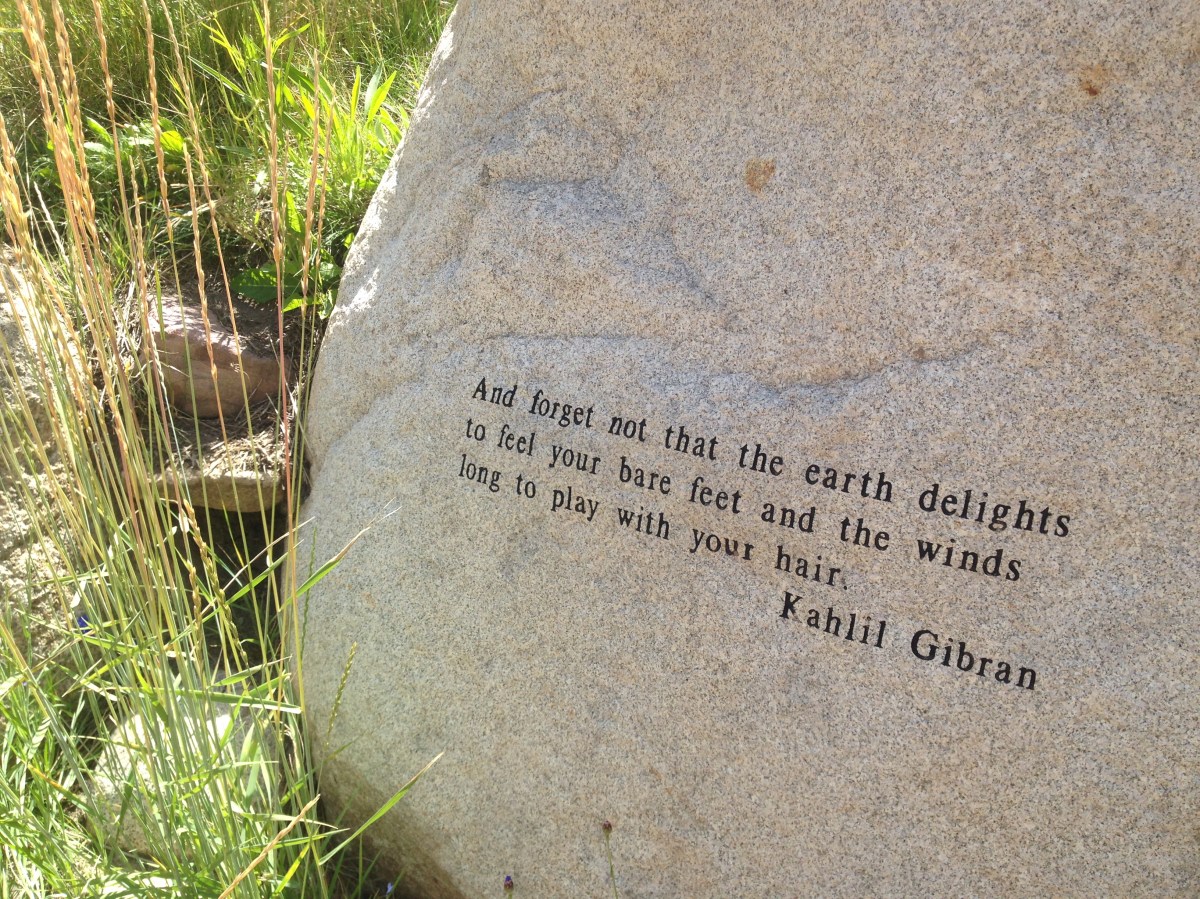 And forget not that the earth delights
to feel your bare feet and the winds
long to play with your hair.
Kahlil Gibran